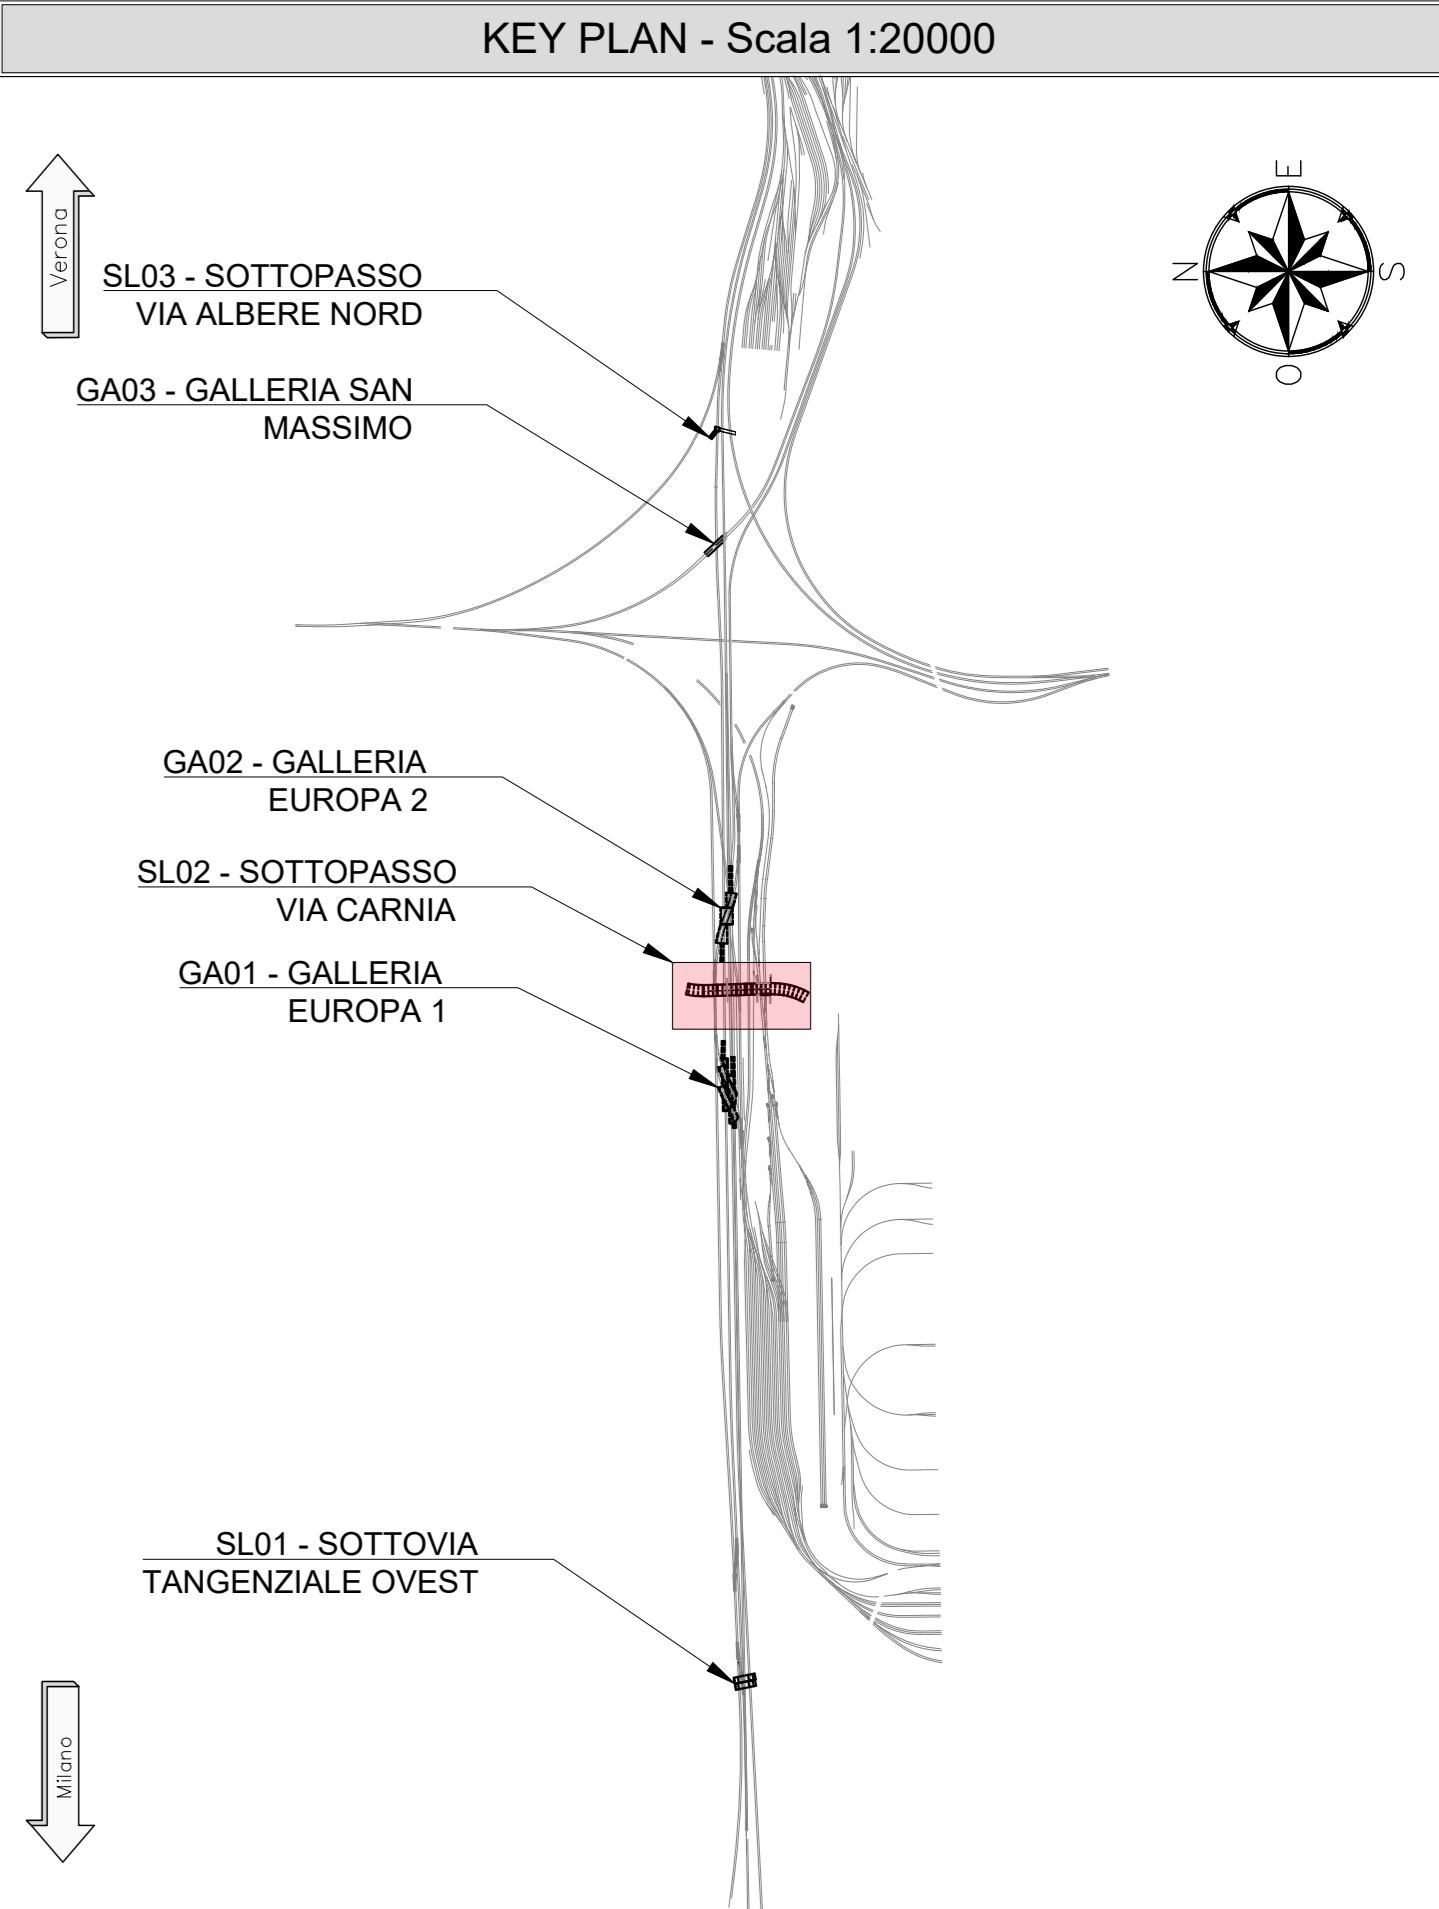 KEY PLAN - Scala 1:20000
Verona
E
N
S
O
SL03 - SOTTOPASSO
VIA ALBERE NORD
GA03 - GALLERIA SAN
MASSIMO
GA02 - GALLERIA
EUROPA 2
SL02 - SOTTOPASSO
VIA CARNIA
GA01 - GALLERIA
EUROPA 1
SL01 - SOTTOVIA
TANGENZIALE OVEST
Milano